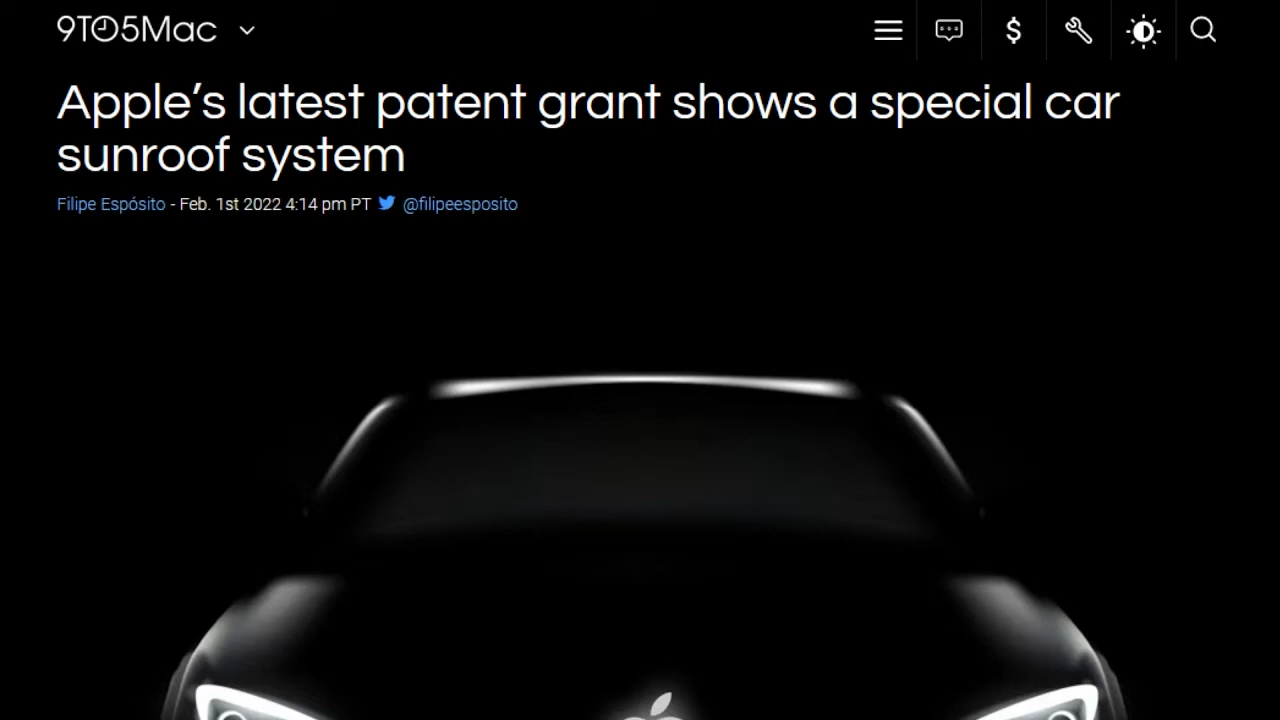 9TO5Mac
Apple’s latest patent grant shows a special car
sunroof system
Filipe Espósito - Feb. 1st 2022 4:14 pm PT @filipeesposito